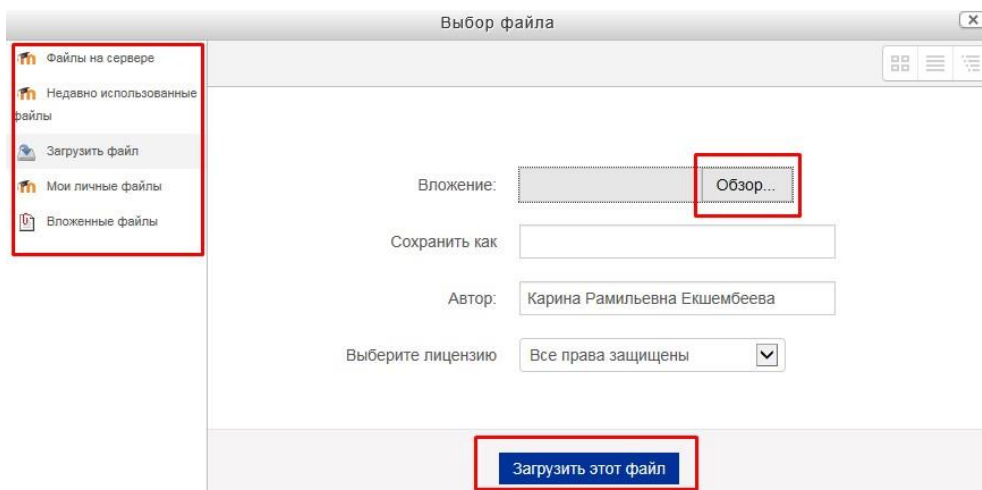 Выбор файла
Файлы на сервере
Недавно использованные
файлы
Загрузить файл
Мои личные файлы
Вложенные файлы
Вложение:
Обзор...
Сохранить как
Автор:
Карина Рамильевна Екшембеева
Выберите лицензию
Все права защищены
Загрузить этот файл